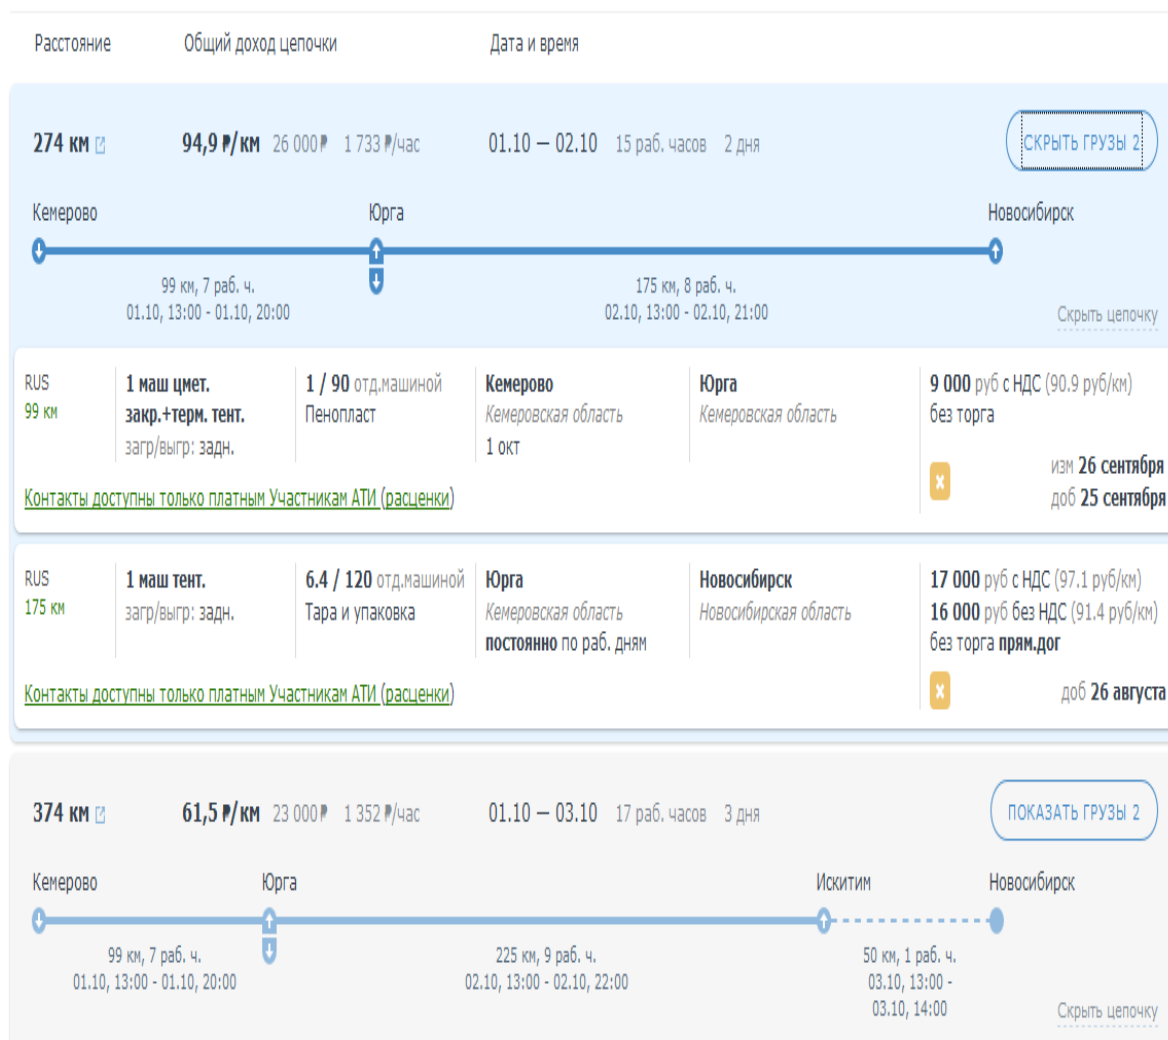 Расстояние Общий доход цепочки Дата и время
274 км 94,9 ₽/км 26 000 ₽ 1 733 ₽/час 01.10 — 02.10 15 раб. часов 2 дня СКРЫТЬ ГРУЗЫ 2
Кемерово Юрга Новосибирск
99 км, 7 раб. ч. 175 км, 8 раб. ч.
01.10, 13:00 - 01.10, 20:00 02.10, 13:00 - 02.10, 21:00 Скрыть цепочку
RUS 1 маш цмет. 1 / 90 отд.машиной Кемерово Юрга 9 000 руб с НДС (90.9 руб/км)
99 км закр.+терм. тент. Пенопласт Кемеровская область Кемеровская область без торга
загр/выгр: задн. 1 окт
изм 26 сентября
Контакты доступны только платным Участникам АТИ (расценки) доб 25 сентября
RUS 1 маш тент. 6.4 / 120 отд.машиной Юрга Новосибирск 17 000 руб с НДС (97.1 руб/км)
175 км загр/выгр: задн. Тара и упаковка Кемеровская область Новосибирская область 16 000 руб без НДС (91.4 руб/км)
постоянно по раб. дням без торга прям.дог
Контакты доступны только платным Участникам АТИ (расценки) доб 26 августа
374 км 61,5 ₽/км 23 000 ₽ 1 352 ₽/час 01.10 — 03.10 17 раб. часов 3 дня ПОКАЗАТЬ ГРУЗЫ 2
Кемерово Юрга Искитим Новосибирск
99 км, 7 раб. ч. 225 км, 9 раб. ч. 50 км, 1 раб. ч.
01.10, 13:00 - 01.10, 20:00 02.10, 13:00 - 02.10, 22:00 03.10, 13:00 -
03.10, 14:00 Скрыть цепочку